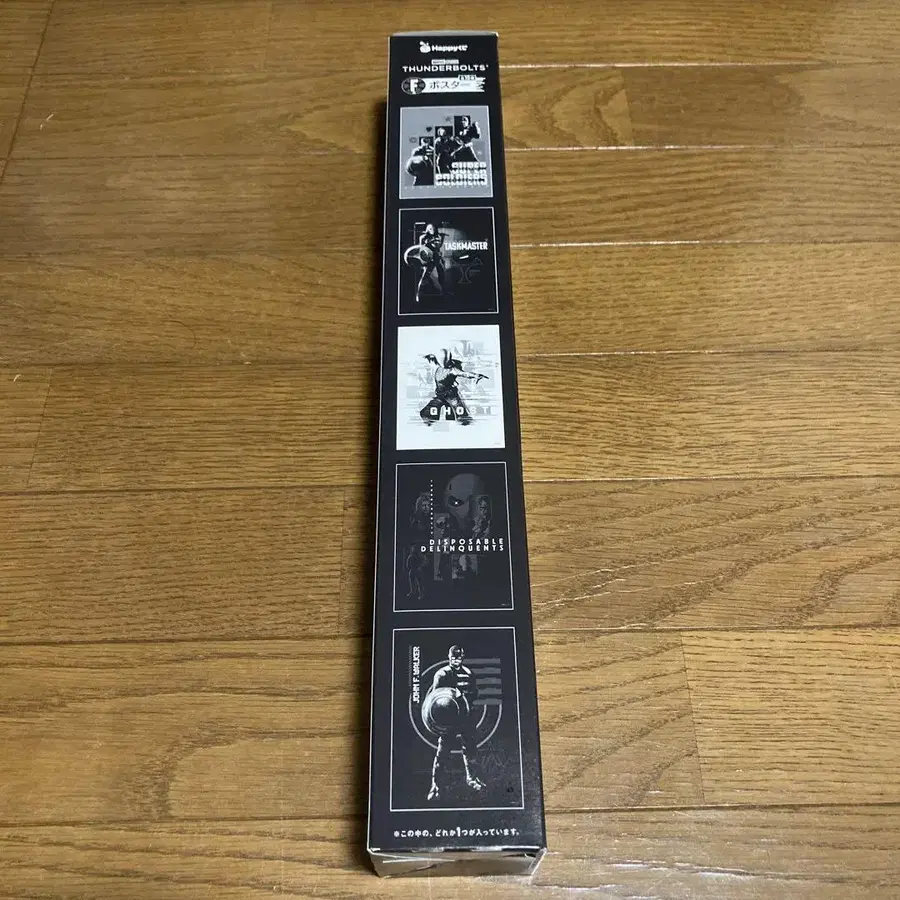 Happyくじ
THUNDERBOLTS*
F
ポスター
SUPER
SOLDIERS
TASKMASTER
GHOST
DISPOSABLE
DELINQUENTS
JOHN F. WALKER
※この中の、どれか1つが入っています。